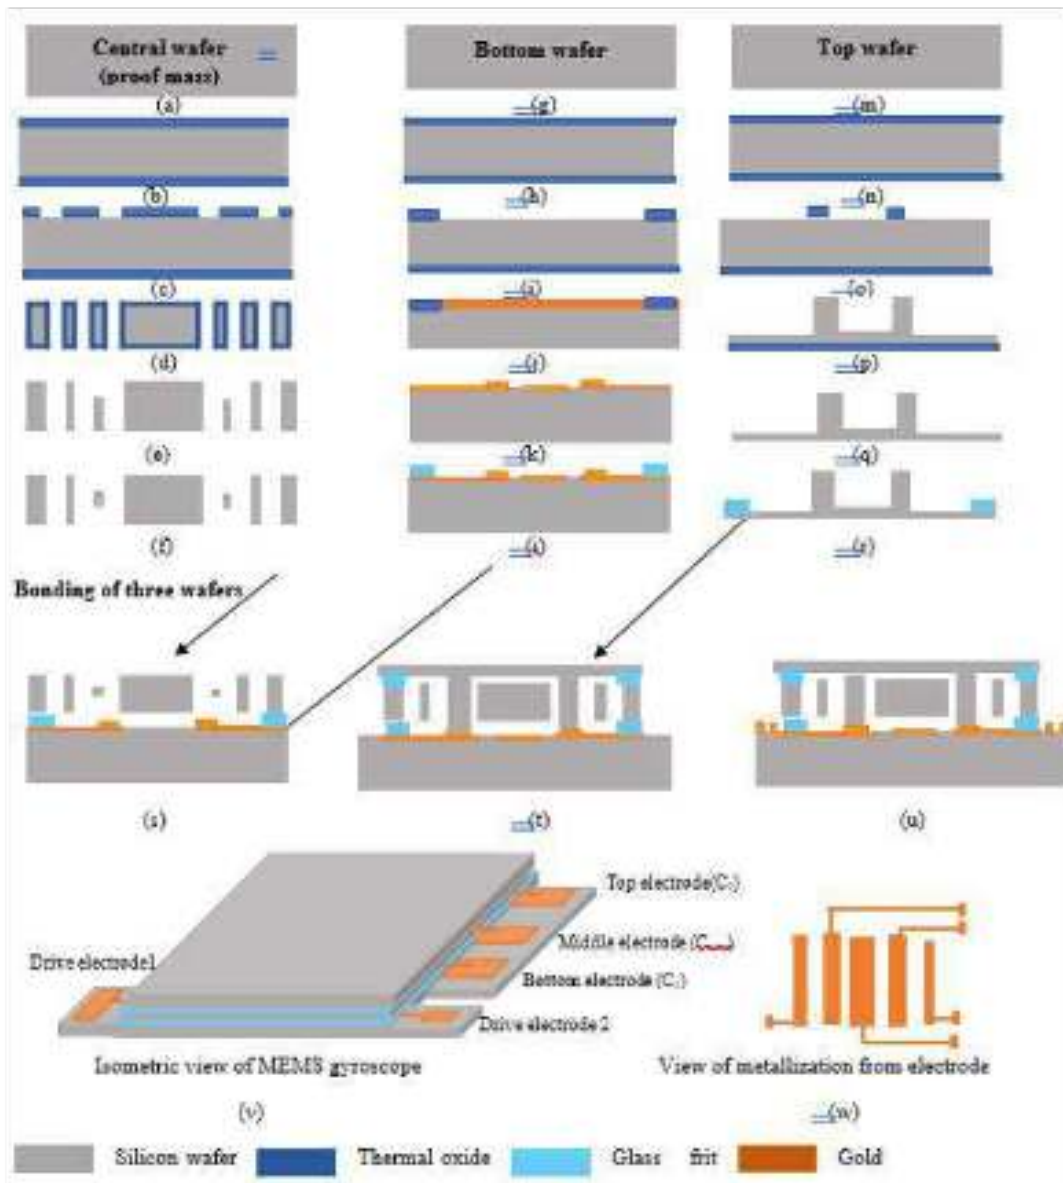 Central wafer
(proof mass)
Bottom wafer
Top wafer
(a)
(g)
(m)
(b)
(h)
(n)
(c)
(i)
(o)
(d)
(j)
(p)
(e)
(k)
(q)
(f)
(r)
Bonding of three wafers
(s)
(t)
(u)
Top electrode
Middle electrode
Drive electrode1
Bottom electrode
Drive electrode 2
Isometric view of MEMS gyroscope
View of metallization from electrode
(v)
(w)
Silicon wafer
Thermal oxide
Glass frit
Gold